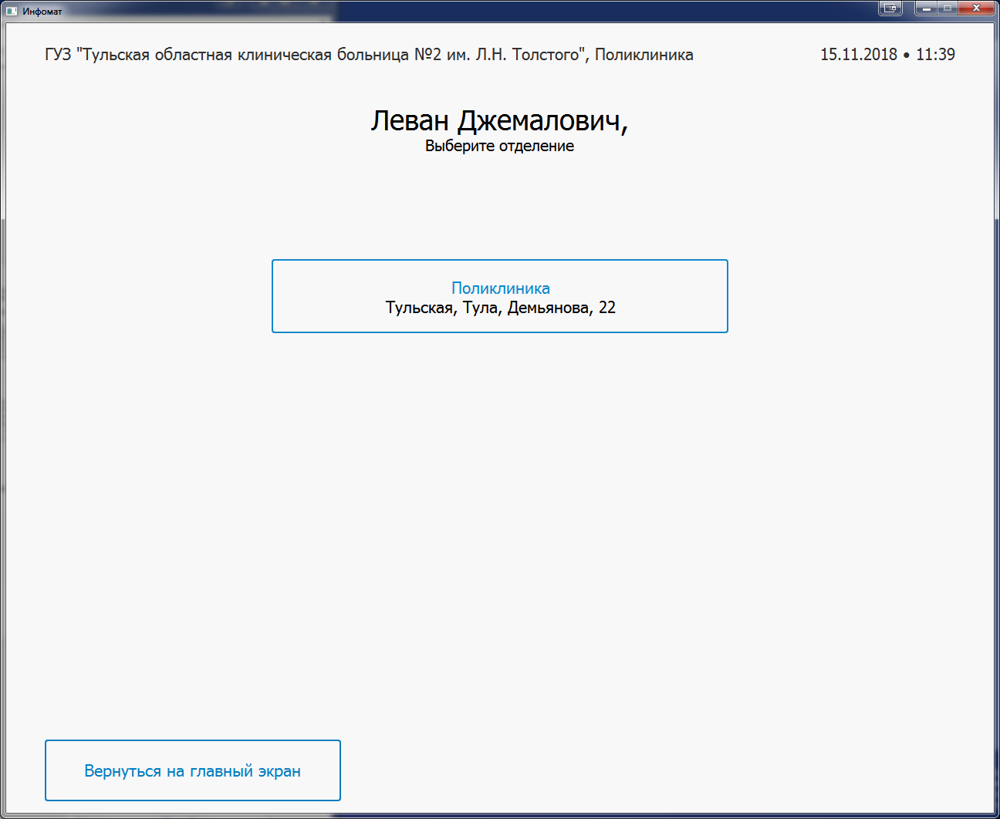 Инфомат
ГУЗ "Тульская областная клиническая больница №2 им. Л.Н. Толстого", Поликлиника
15.11.2018 • 11:39
Леван Джемалович,
Выберите отделение
Поликлиника
Тульская, Тула, Демьянова, 22
Вернуться на главный экран